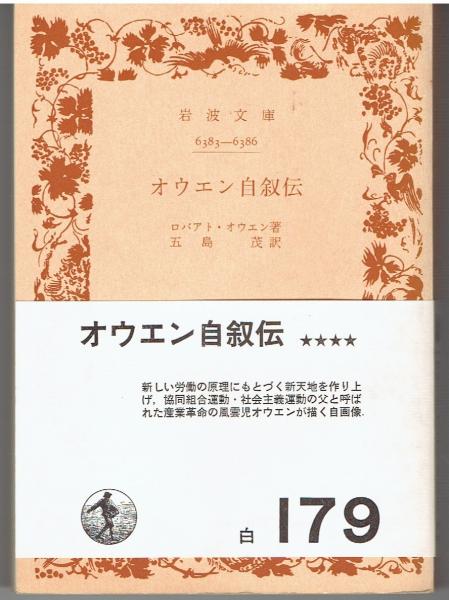 岩波文庫
6383—6386
オウエン自叙伝
ロバアト・オウエン著
五島茂訳
オウエン自叙伝 ★★★★
新しい労働の原理にもとづく新天地を作り上
げ，協同組合運動・社会主義運動の父と呼ば
れた産業革命の風雲児オウエンが描く自画像．
白 179